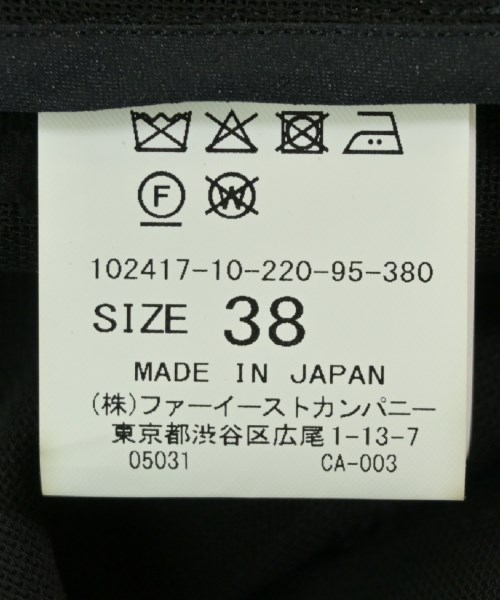 F W
102417-10-220-95-380
SIZE 38
MADE IN JAPAN
(株)ファーイーストカンパニー
東京都渋谷区広尾1-13-7
05031 CA-003